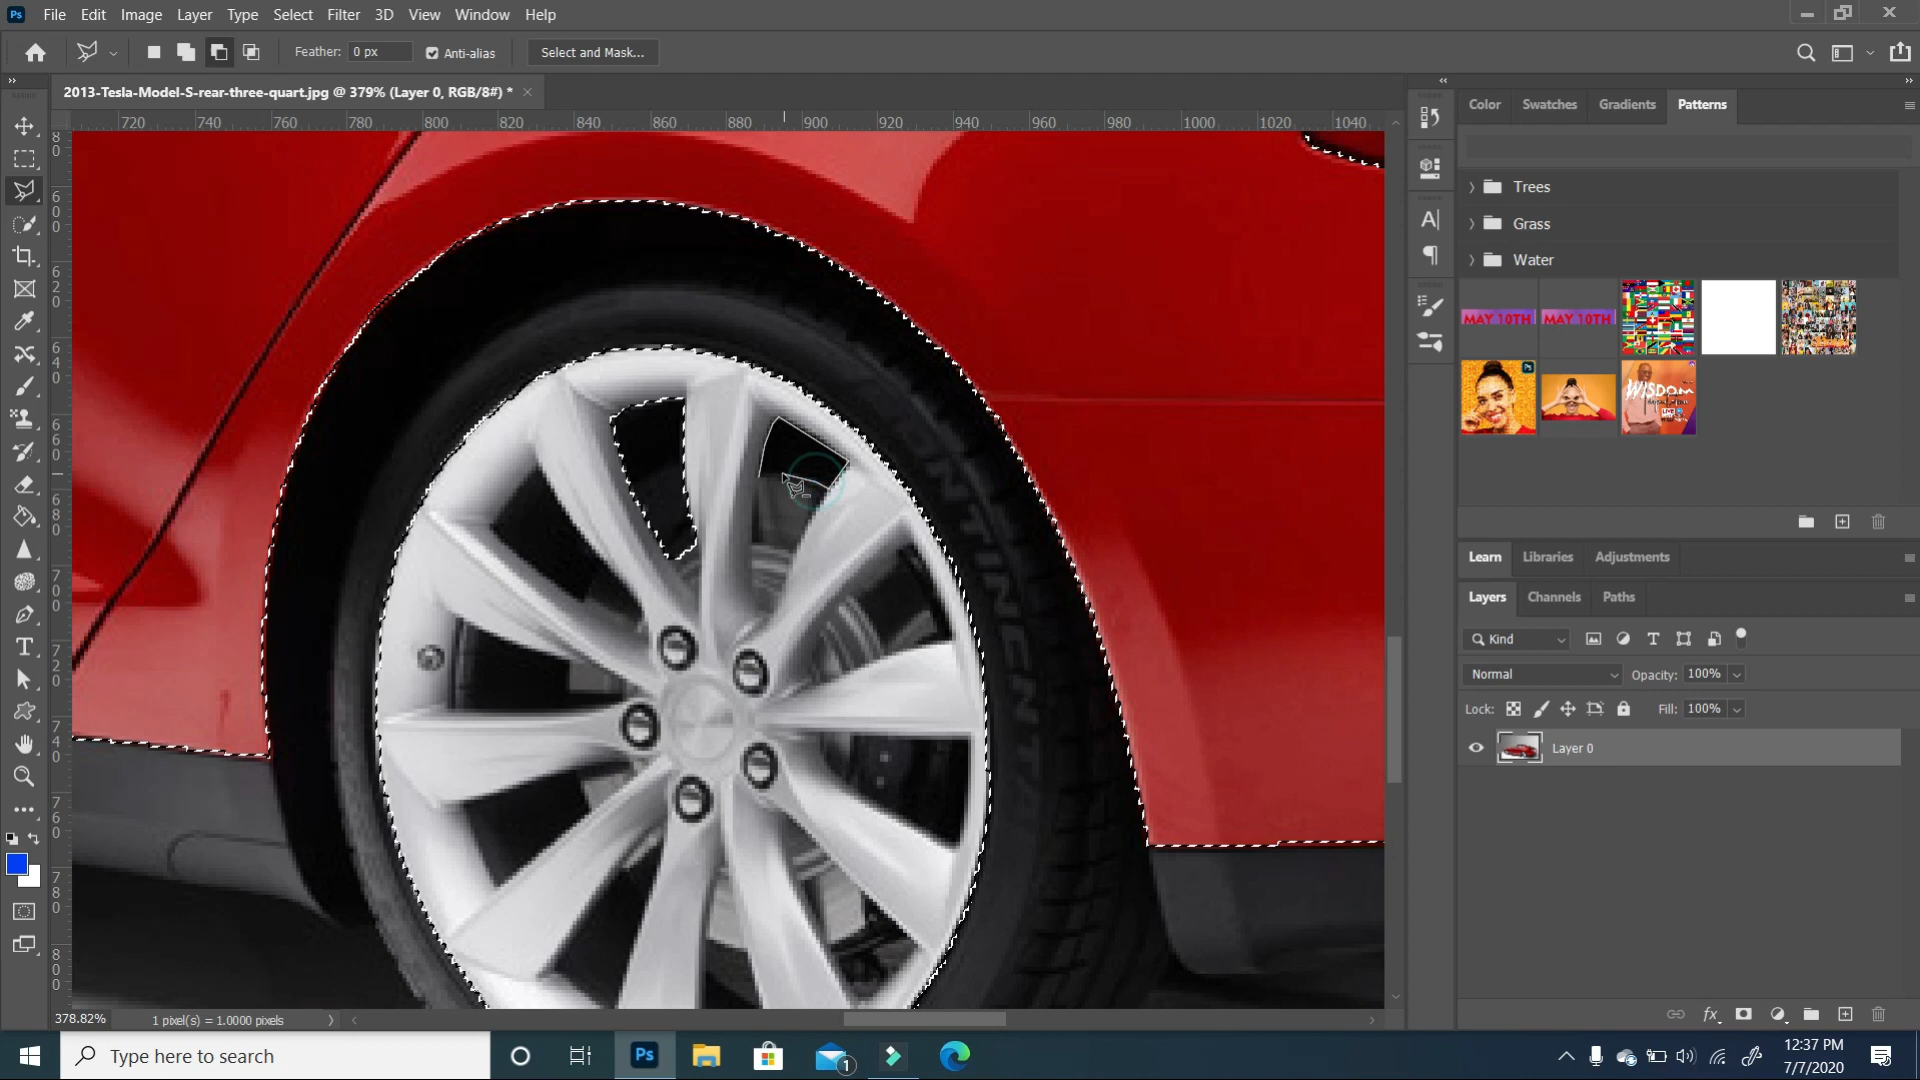 Ps File Edit Image Layer Type Select Filter 3D View Window Help
Feather: 0 px Anti-alias Select and Mask...
2013-Tesla-Model-S-rear-three-quart.jpg @ 379% (Layer 0, RGB/8#) *
720 740 760 780 800 820 840 860 880 900 920 940 960 980 1000 1020 1040
Color Swatches Gradients Patterns
Trees
Grass
Water
MAY 10TH MAY 10TH
WISDOM
CONTINENTA
Learn Libraries Adjustments
Layers Channels Paths
Kind
Normal Opacity: 100%
Lock: Fill: 100%
Layer 0
378.82% 1 pixel(s) = 1.0000 pixels
Type here to search
Ps
1
12:37 PM
7/7/2020